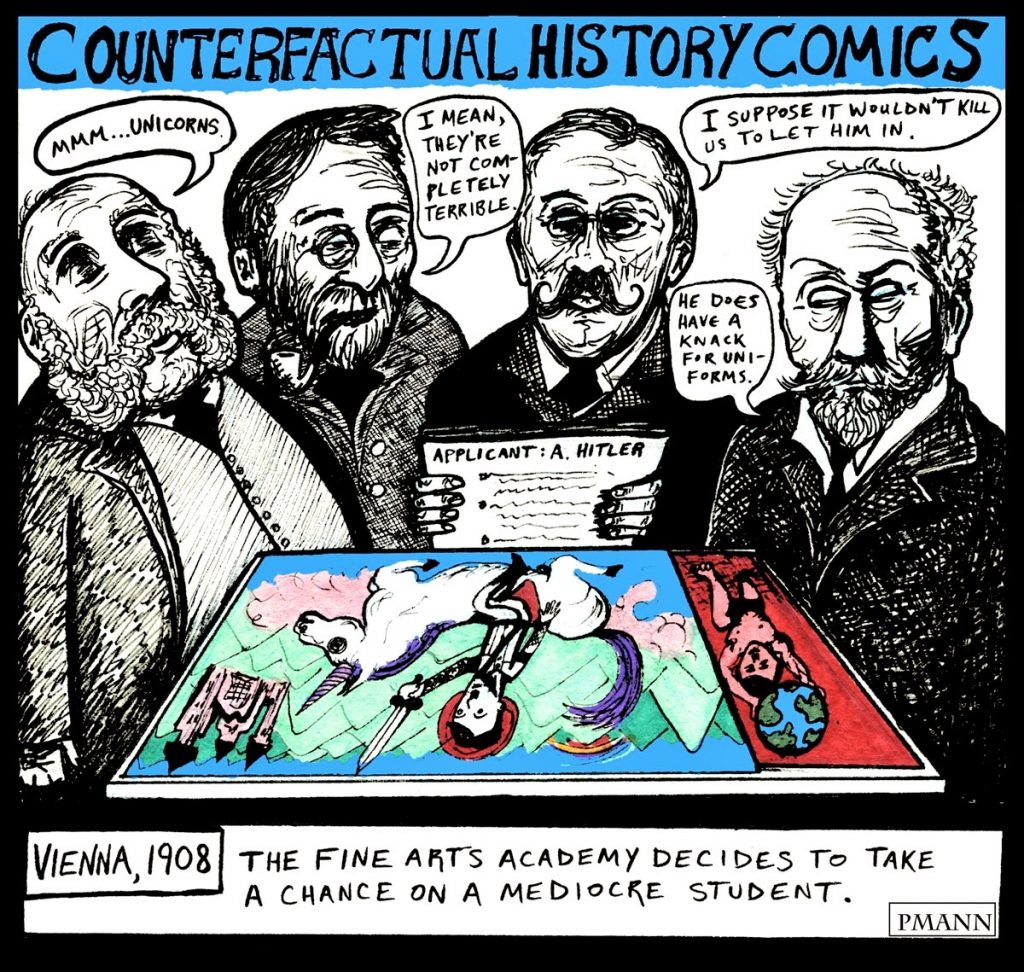 COUNTERFACTUAL HISTORY COMICS
MMM...UNICORNS.
I MEAN,
THEY'RE
NOT COM-
PLETELY
TERRIBLE.
I SUPPOSE IT WOULDN'T KILL
US TO LET HIM IN.
HE DOES
HAVE A
KNACK
FOR UNI-
FORMS.
APPLICANT: A. HITLER
VIENNA, 1908
THE FINE ARTS ACADEMY DECIDES TO TAKE
A CHANCE ON A MEDIOCRE STUDENT.
PMANN